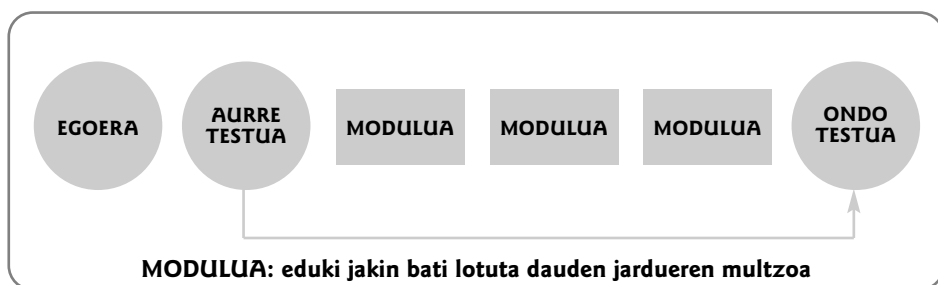 EGOERA
AURRE
TESTUA
MODULUA
MODULUA
MODULUA
ONDO
TESTUA
MODULUA: eduki jakin bati lotuta dauden jardueren multzoa